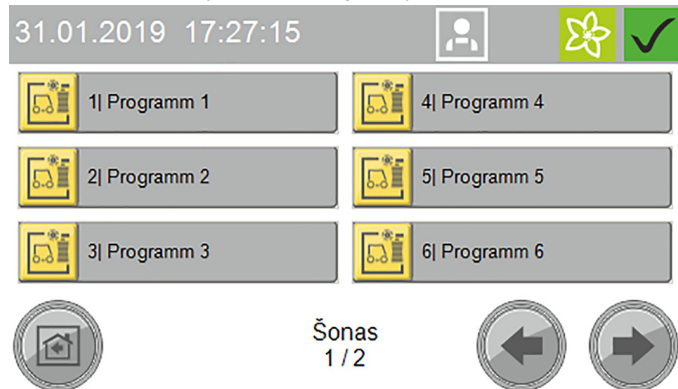 31.01.2019 17:27:15
1| Programm 1
4| Programm 4
2| Programm 2
5| Programm 5
3| Programm 3
6| Programm 6
Šonas
1 / 2